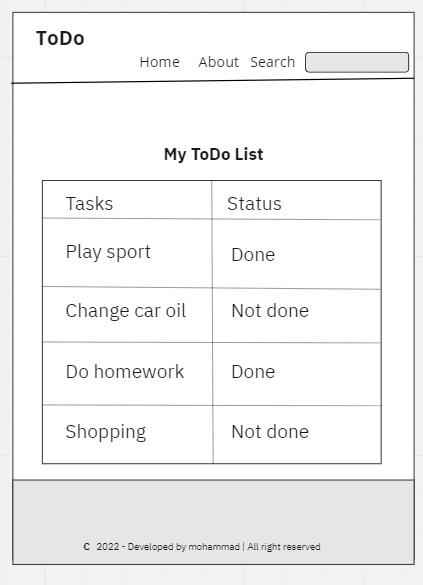 ToDo
Home About Search
My ToDo List
Tasks Status
Play sport Done
Change car oil Not done
Do homework Done
Shopping Not done
C 2022 - Developed by mohammad | All right reserved